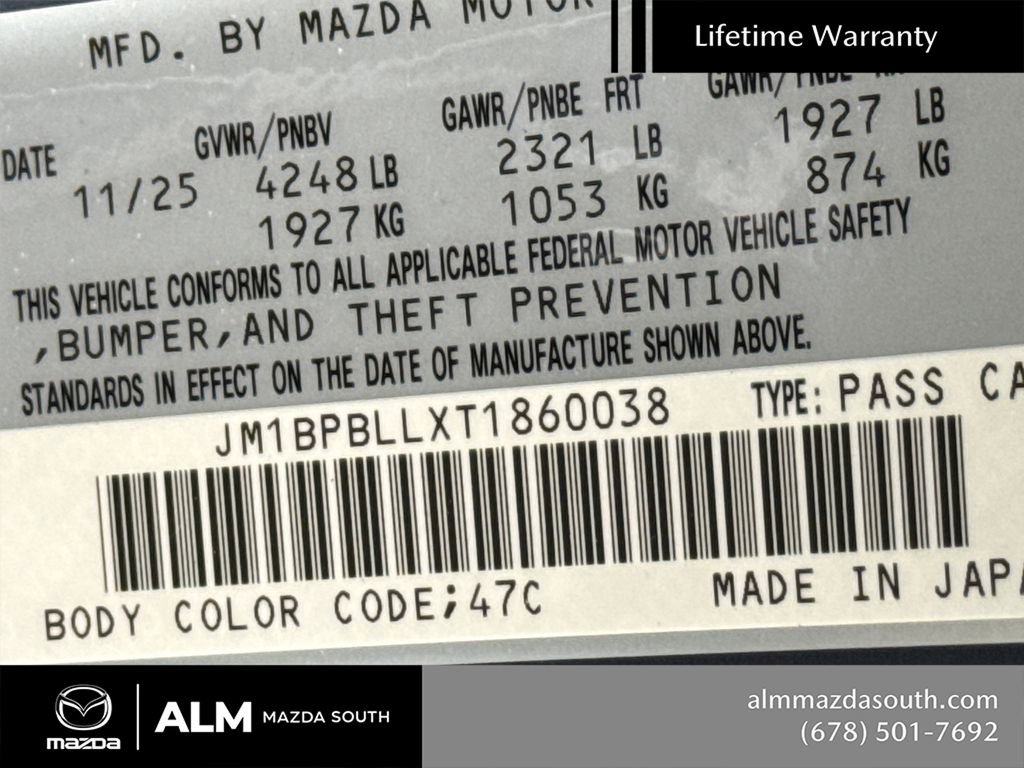 Lifetime Warranty
MFD. BY MAZDA MOTOR
DATE GVWR/PNBV GAWR/PNBE FRT GAWR/PNBE
11/25 4248 LB 2321 LB 1927 LB
1927 KG 1053 KG 874 KG
THIS VEHICLE CONFORMS TO ALL APPLICABLE FEDERAL MOTOR VEHICLE SAFETY
,BUMPER,AND THEFT PREVENTION
STANDARDS IN EFFECT ON THE DATE OF MANUFACTURE SHOWN ABOVE.
JM1BPBLLXT1860038 TYPE: PASS CA
BODY COLOR CODE;47C MADE IN JAPA
mazda
ALM MAZDA SOUTH
almmazdasouth.com
(678) 501-7692